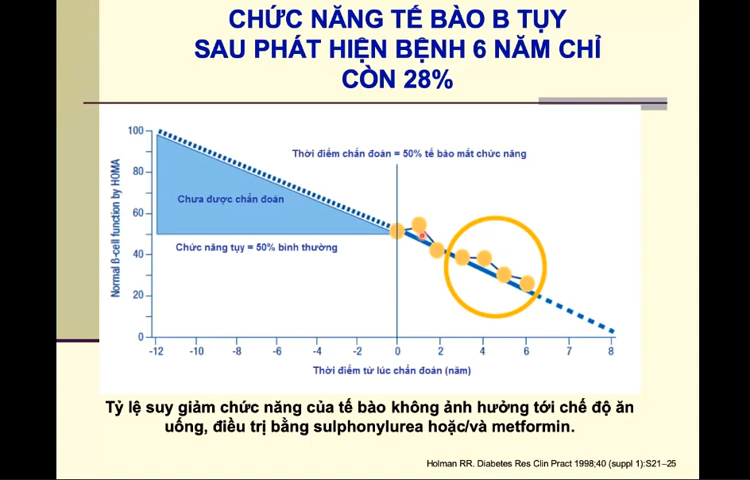 CHỨC NĂNG TẾ BÀO B TỤY
SAU PHÁT HIỆN BỆNH 6 NĂM CHỈ
CÒN 28%
Thời điểm chẩn đoán = 50% tế bào mất chức năng
Chưa được chẩn đoán
Chức năng tụy = 50% bình thường
Normal ß-cell function by HOMA
100
80
60
40
20
0
-12 -10 -8 -6 -4 -2 0 2 4 6 7 8
Thời điểm từ lúc chẩn đoán (năm)
Tỷ lệ suy giảm chức năng của tế bào không ảnh hưởng tới chế độ ăn
uống, điều trị bằng sulphonylurea hoặc/và metformin.
Holman RR. Diabetes Res Clin Pract 1998;40 (suppl 1):S21–25